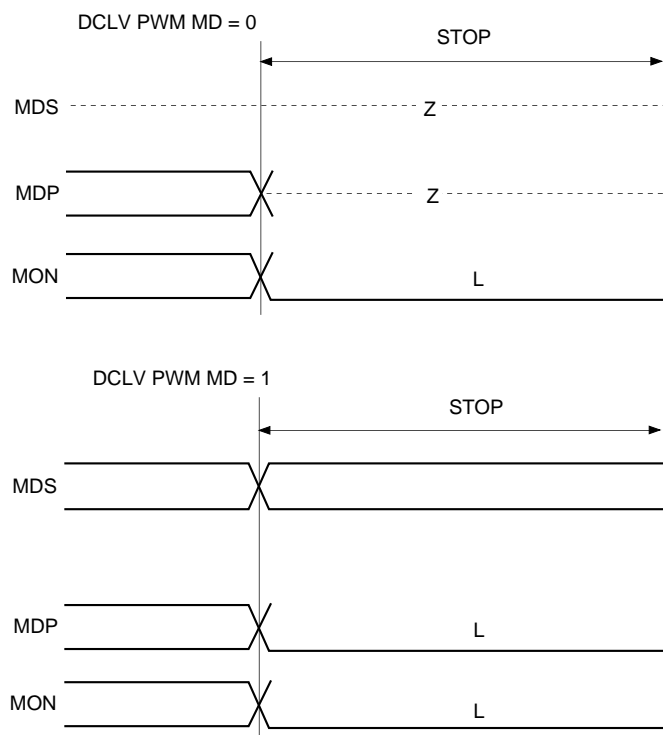 DCLV PWM MD = 0
STOP
MDS
Z
MDP
Z
MON
L
DCLV PWM MD = 1
STOP
MDS
MDP
L
MON
L